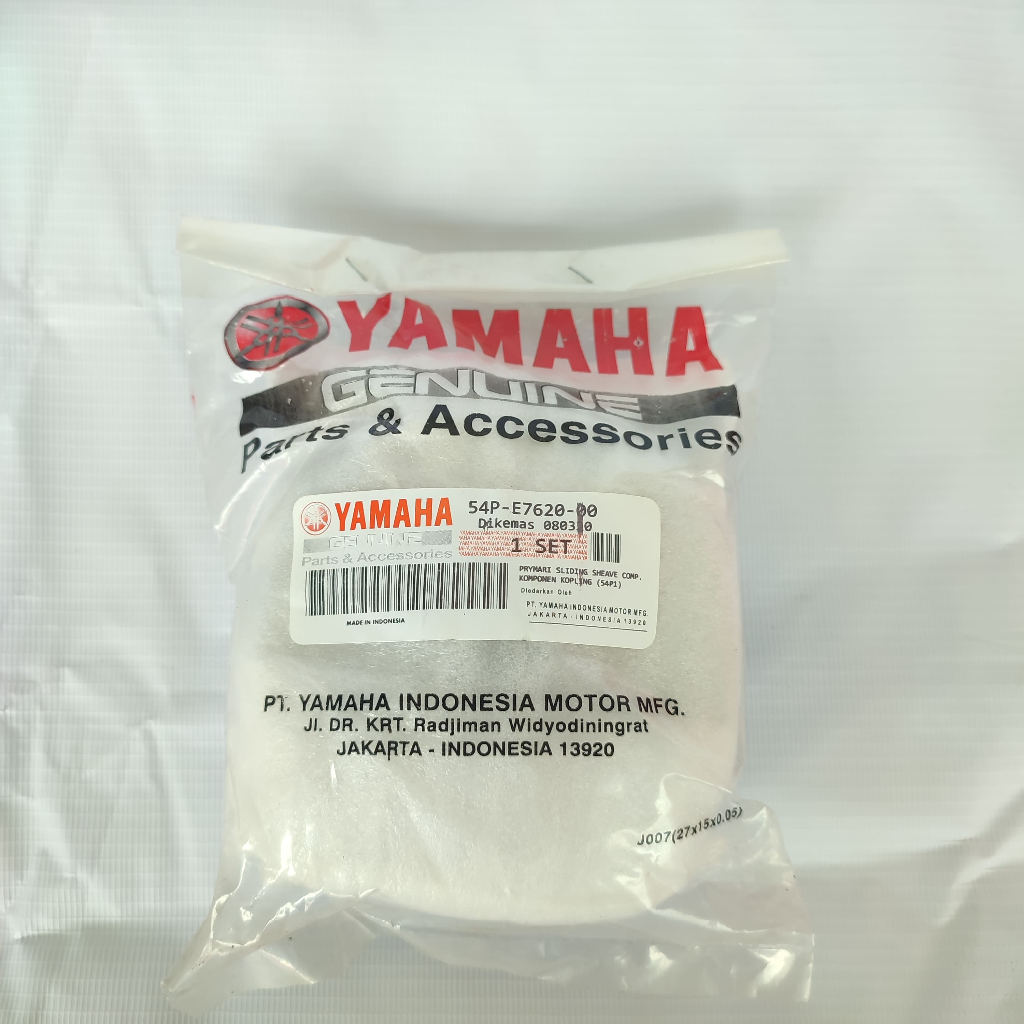 YAMAHA
GENUINE
Parts & Accessories
YAMAHA
GENUINE
Parts & Accessories
MADE IN INDONESIA
54P-E7620-00
Dikemas 080320
1 SET
PRYMARI SLIDING SHEAVE COMP.
KOMPONEN KOPLING (54P1)
Diedarkan Oleh
PT. YAMAHA INDONESIA MOTOR MFG.
JAKARTA - INDONESIA 13920
PT. YAMAHA INDONESIA MOTOR MFG.
Jl. DR. KRT. Radjiman Widyodiningrat
JAKARTA - INDONESIA 13920
J007(27x15x0.05)